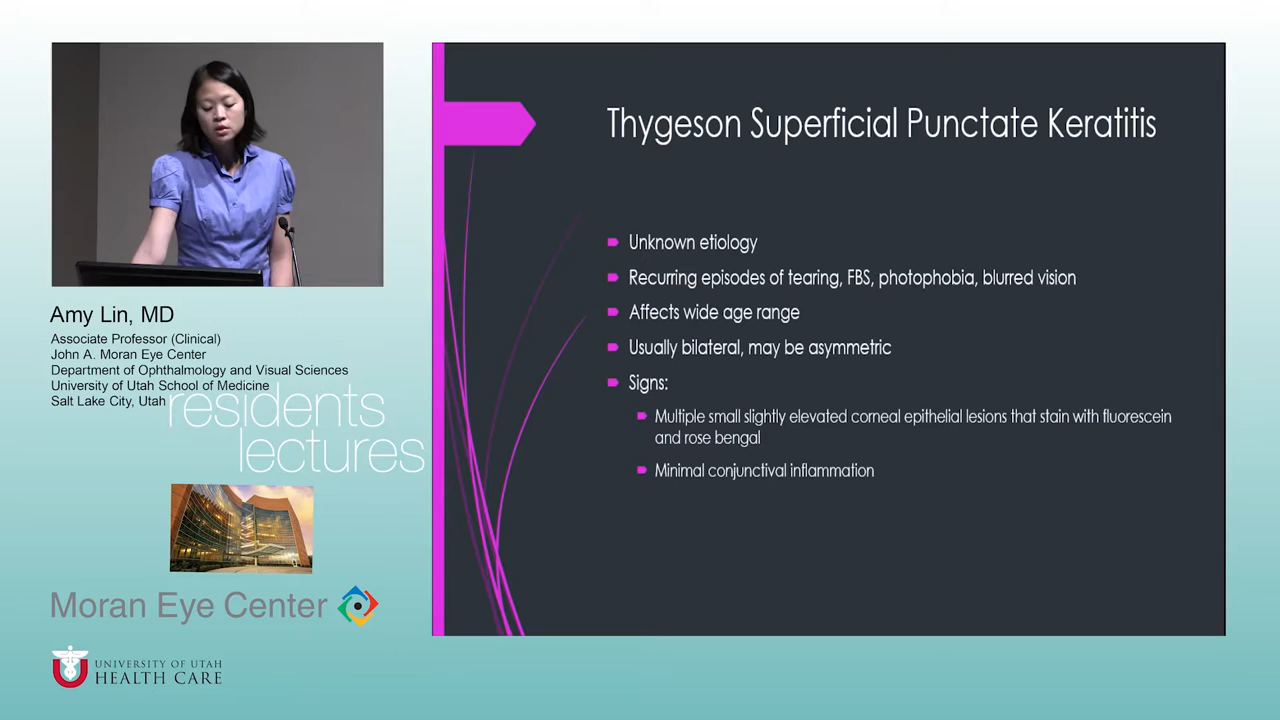 Thygeson Superficial Punctate Keratitis
Unknown etiology
Recurring episodes of tearing, FBS, photophobia, blurred vision
Affects wide age range
Usually bilateral, may be asymmetric
Signs:
Multiple small slightly elevated corneal epithelial lesions that stain with fluorescein
and rose bengal
Minimal conjunctival inflammation
Amy Lin, MD
Associate Professor (Clinical)
John A. Moran Eye Center
Department of Ophthalmology and Visual Sciences
University of Utah School of Medicine
Salt Lake City, Utah
residents
lectures
Moran Eye Center
UNIVERSITY OF UTAH
HEALTH CARE